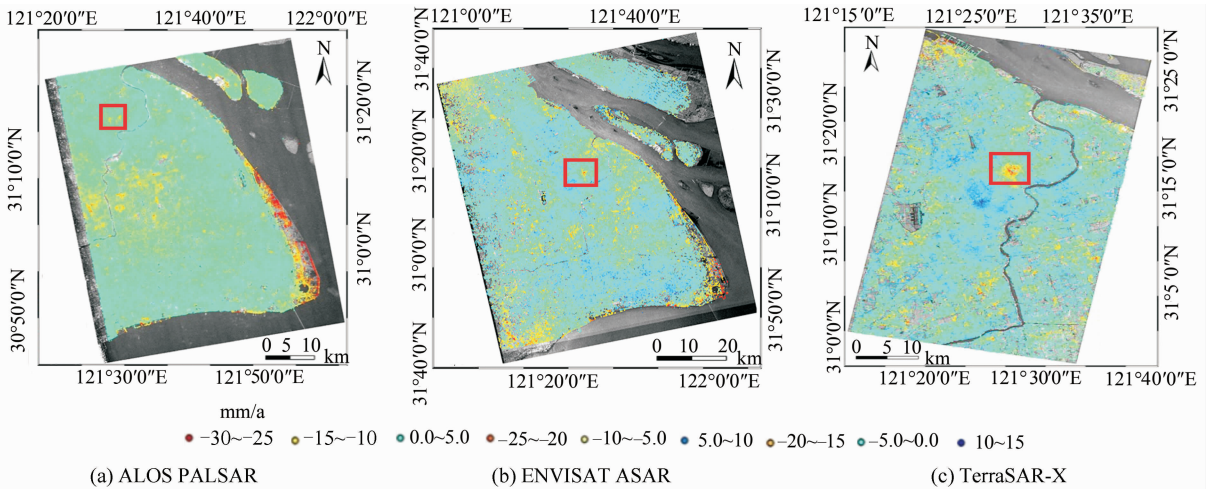 121°20′0″E 121°40′0″E 122°0′0″E
N
31°20′0″N
31°10′0″N 31°10′0″N
31°0′0″N
30°50′0″N
0 5 10 km
121°30′0″E 121°50′0″E
121°0′0″E 121°40′0″E
N
31°40′0″N
31°30′0″N
31°20′0″N
31°10′0″N
31°0′0″N
31°50′0″N
31°50′0″N
31°40′0″N
0 10 20 km
121°20′0″E 122°0′0″E
121°15′0″E 121°25′0″E 121°35′0″E
N
31°25′0″N
31°20′0″N
31°15′0″N
31°10′0″N
31°5′0″N
31°0′0″N
0 5 10 km
121°20′0″E 121°30′0″E 121°40′0″E
mm/a
−30~−25 −15~−10 0.0~5.0 −25~−20 −10~−5.0 5.0~10 −20~−15 −5.0~0.0 10~15
(a) ALOS PALSAR (b) ENVISAT ASAR (c) TerraSAR-X